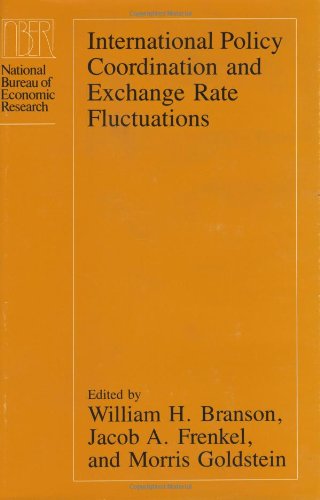 NBER
National
Bureau of
Economic
Research
International Policy
Coordination and
Exchange Rate
Fluctuations
Edited by
William H. Branson,
Jacob A. Frenkel,
and Morris Goldstein